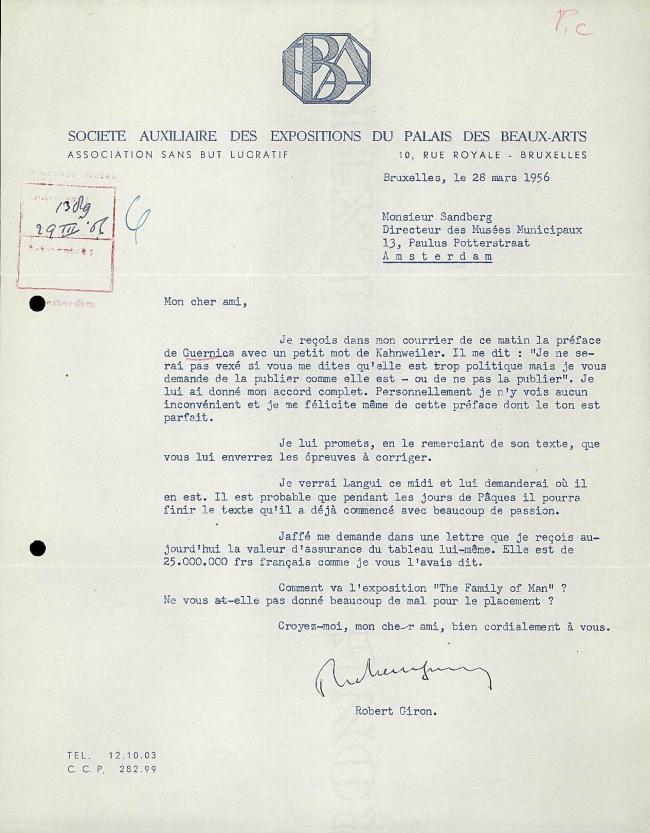 Pic
PBA
SOCIETE AUXILIAIRE DES EXPOSITIONS DU PALAIS DES BEAUX-ARTS
ASSOCIATION SANS BUT LUCRATIF 10, RUE ROYALE - BRUXELLES
Bruxelles, le 28 mars 1956
1389
29 III '56
6
Monsieur Sandberg
Directeur des Musées Municipaux
13, Paulus Potterstraat
Amsterdam
Amsterdam
Mon cher ami,
Je reçois dans mon courrier de ce matin la préface
de Guernica avec un petit mot de Kahnweiler. Il me dit : "Je ne se-
rai pas vexé si vous me dites qu'elle est trop politique mais je vous
demande de la publier comme elle est - ou de ne pas la publier". Je
lui ai donné mon accord complet. Personnellement je n'y vois aucun
inconvénient et je me félicite même de cette préface dont le ton est
parfait.
Je lui promets, en le remerciant de son texte, que
vous lui enverrez les épreuves à corriger.
Je verrai Langui ce midi et lui demanderai où il
en est. Il est probable que pendant les jours de Pâques il pourra
finir le texte qu'il a déjà commencé avec beaucoup de passion.
Jaffé me demande dans une lettre que je reçois au-
jourd'hui la valeur d'assurance du tableau lui-même. Elle est de
25.000.000 frs français comme je vous l'avais dit.
Comment va l'exposition "The Family of Man" ?
Ne vous at-elle pas donné beaucoup de mal pour le placement ?
Croyez-moi, mon cher ami, bien cordialement à vous.
Robert Giron.
TEL. 12.10.03
C. C. P. 282.99